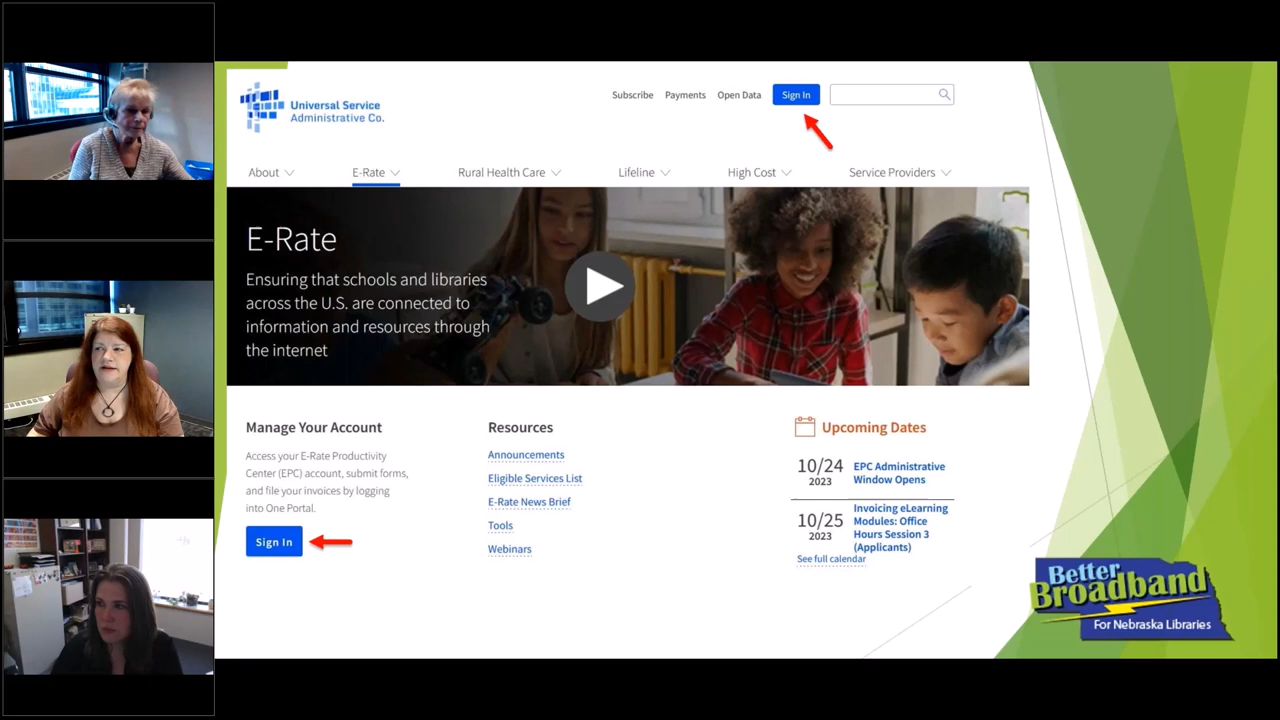 Universal Service
Administrative Co.
Subscribe Payments Open Data Sign In
About E-Rate Rural Health Care Lifeline High Cost Service Providers
E-Rate
Ensuring that schools and libraries
across the U.S. are connected to
information and resources through
the internet
Manage Your Account
Access your E-Rate Productivity
Center (EPC) account, submit forms,
and file your invoices by logging
into One Portal.
Sign In
Resources
Announcements
Eligible Services List
E-Rate News Brief
Tools
Webinars
Upcoming Dates
10/24
2023
EPC Administrative
Window Opens
10/25
2023
Invoicing eLearning
Modules: Office
Hours Session 3
(Applicants)
See full calendar
Better
Broadband
For Nebraska Libraries